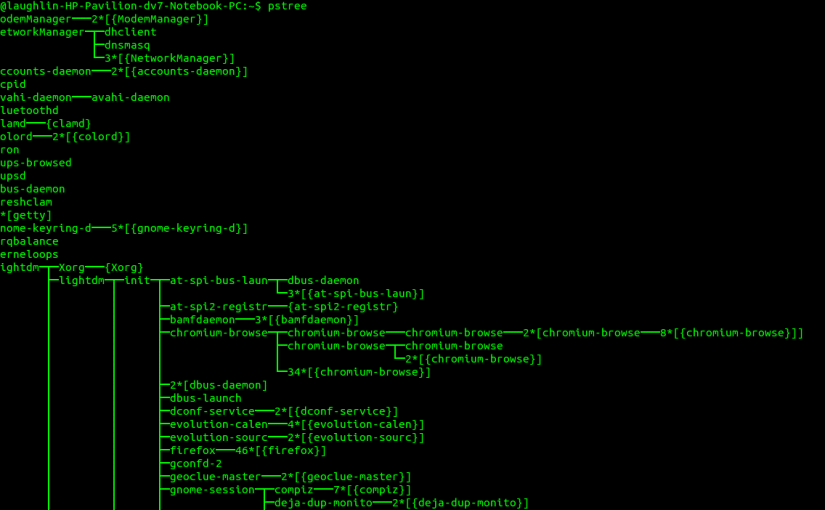 @laughlin-HP-Pavilion-dv7-Notebook-PC:~$ pstree
odemManager───2*[{ModemManager}]
etworkManager─┬─dhclient
├─dnsmasq
└─3*[{NetworkManager}]
ccounts-daemon───2*[{accounts-daemon}]
cpid
vahi-daemon───avahi-daemon
luetoothd
lamd───{clamd}
olord───2*[{colord}]
ron
ups-browsed
upsd
bus-daemon
reshclam
*[getty]
nome-keyring-d───5*[{gnome-keyring-d}]
rqbalance
erneloops
ightdm─┬─Xorg───{Xorg}
├─lightdm─┬─init─┬─at-spi-bus-laun─┬─dbus-daemon
│ │ │ └─3*[{at-spi-bus-laun}]
│ │ ├─at-spi2-registr───{at-spi2-registr}
│ │ ├─bamfdaemon───3*[{bamfdaemon}]
│ │ ├─chromium-browse─┬─chromium-browse───chromium-browse───2*[chromium-browse───8*[{chromium-browse}]]
│ │ │ ├─chromium-browse─┬─chromium-browse
│ │ │ │ └─2*[{chromium-browse}]
│ │ │ └─34*[{chromium-browse}]
│ │ ├─2*[dbus-daemon]
│ │ ├─dbus-launch
│ │ ├─dconf-service───2*[{dconf-service}]
│ │ ├─evolution-calen───4*[{evolution-calen}]
│ │ ├─evolution-sourc───2*[{evolution-sourc}]
│ │ ├─firefox───46*[{firefox}]
│ │ ├─gconfd-2
│ │ ├─geoclue-master───2*[{geoclue-master}]
│ │ ├─gnome-session─┬─compiz───7*[{compiz}]
│ │ │ ├─deja-dup-monito───2*[{deja-dup-monito}]